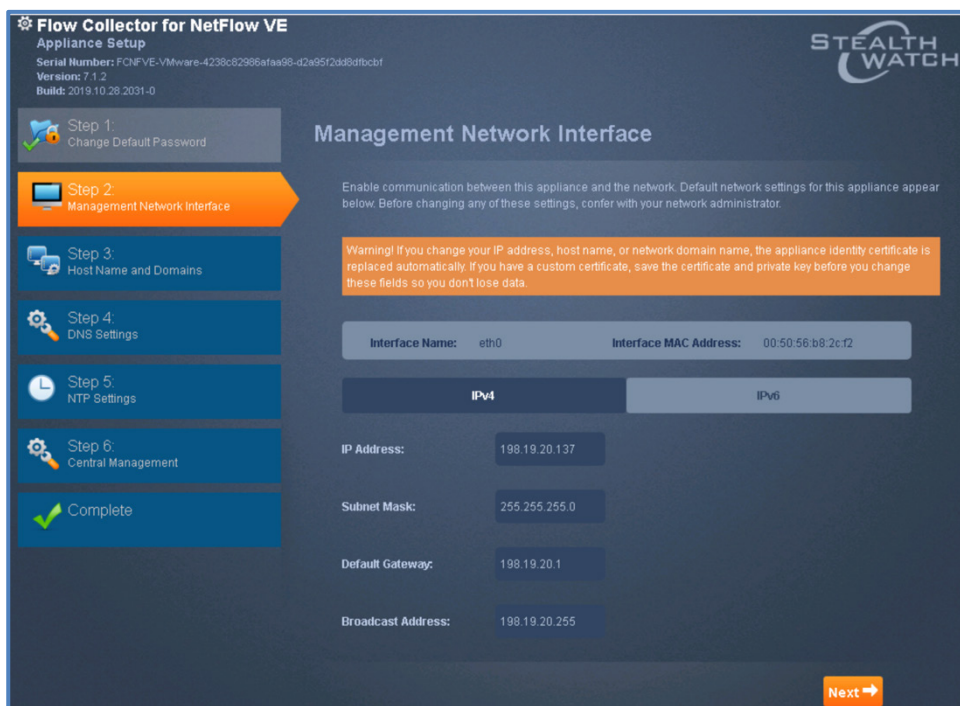 Flow Collector for NetFlow VE
Appliance Setup
Serial Number: FCNFVE-VMware-4238c82986afaa98-d2a95f2dd8dfbcbf
Version: 7.1.2
Build: 2019.10.28.2031-0
STEALTH
WATCH
Step 1:
Change Default Password
Step 2:
Management Network Interface
Step 3:
Host Name and Domains
Step 4:
DNS Settings
Step 5:
NTP Settings
Step 6:
Central Management
Complete
Management Network Interface
Enable communication between this appliance and the network. Default network settings for this appliance appear
below. Before changing any of these settings, confer with your network administrator.
Warning! If you change your IP address, host name, or network domain name, the appliance identity certificate is
replaced automatically. If you have a custom certificate, save the certificate and private key before you change
these fields so you don't lose data.
Interface Name: eth0 Interface MAC Address: 00:50:56:b8:2c:f2
IPv4 IPv6
IP Address: 198.19.20.137
Subnet Mask: 255.255.255.0
Default Gateway: 198.19.20.1
Broadcast Address: 198.19.20.255
Next